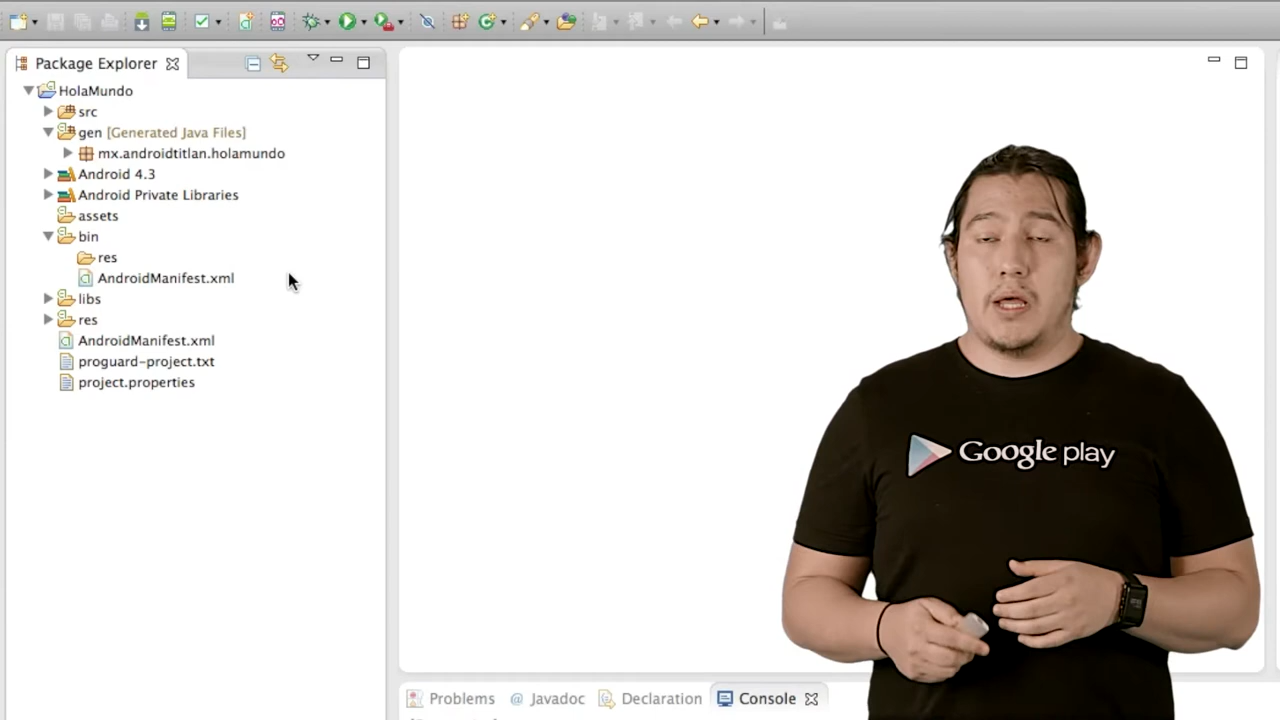 Package Explorer
HolaMundo
src
gen [Generated Java Files]
mx.androidtitlan.holamundo
Android 4.3
Android Private Libraries
assets
bin
res
AndroidManifest.xml
libs
res
AndroidManifest.xml
proguard-project.txt
project.properties
Google play
Problems
@ Javadoc
Declaration
Console